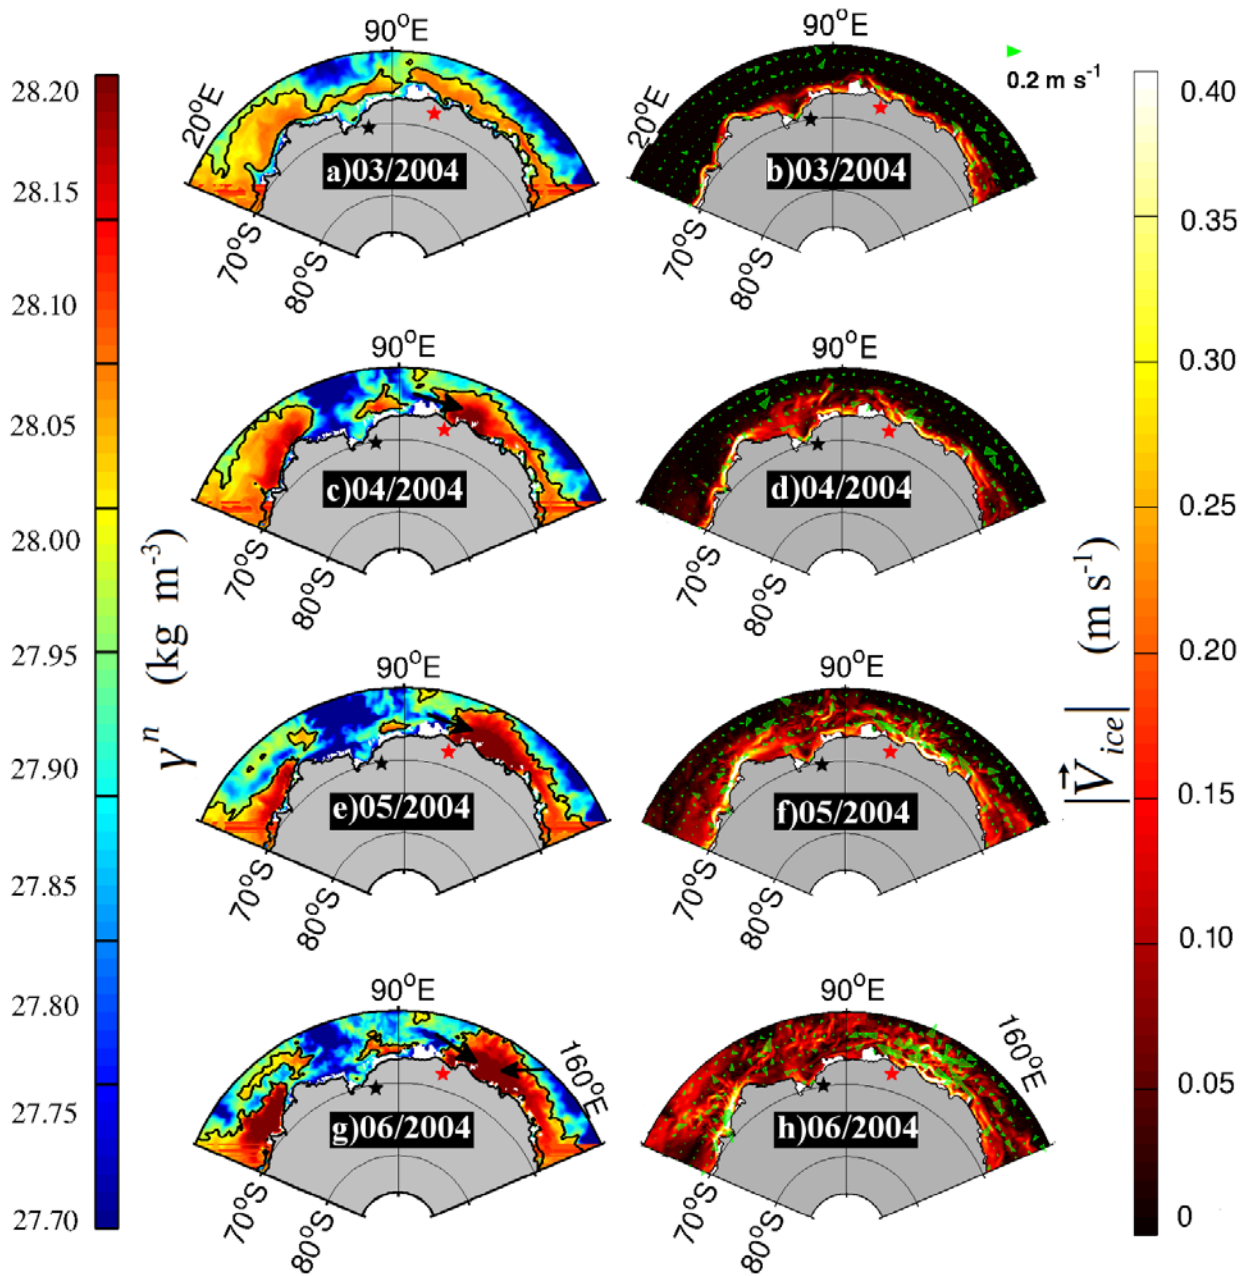 90°E
20°E
a)03/2004
70°S
80°S
90°E
0.2 m s-1
20°E
b)03/2004
70°S
80°S
90°E
c)04/2004
70°S
80°S
90°E
d)04/2004
70°S
80°S
90°E
e)05/2004
70°S
80°S
90°E
f)05/2004
70°S
80°S
90°E
160°E
g)06/2004
70°S
80°S
90°E
160°E
h)06/2004
70°S
80°S
28.20
28.15
28.10
28.05
28.00
27.95
27.90
27.85
27.80
27.75
27.70
γn (kg m-3)
0.40
0.35
0.30
0.25
0.20
0.15
0.10
0.05
0
|V⃗ice| (m s-1)